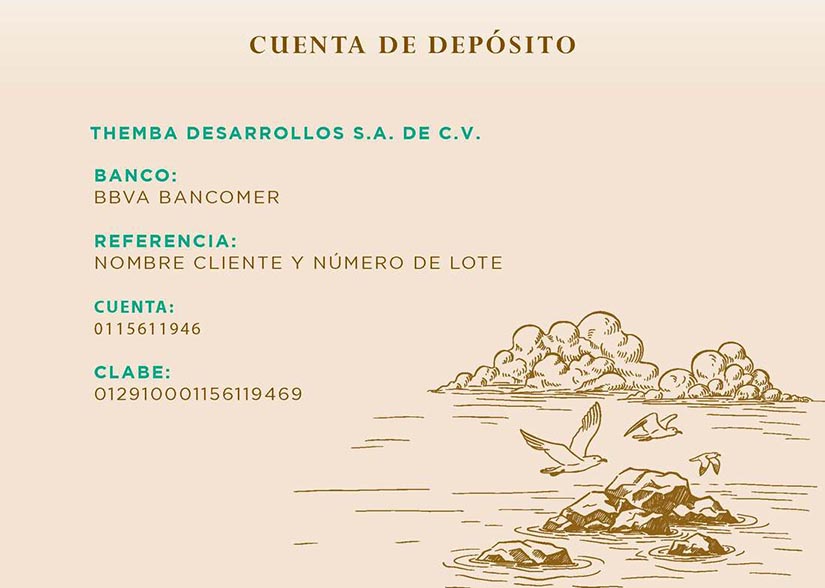 CUENTA DE DEPÓSITO
THEMBA DESARROLLOS S.A. DE C.V.
BANCO:
BBVA BANCOMER
REFERENCIA:
NOMBRE CLIENTE Y NÚMERO DE LOTE
CUENTA:
0115611946
CLABE:
012910001156119469